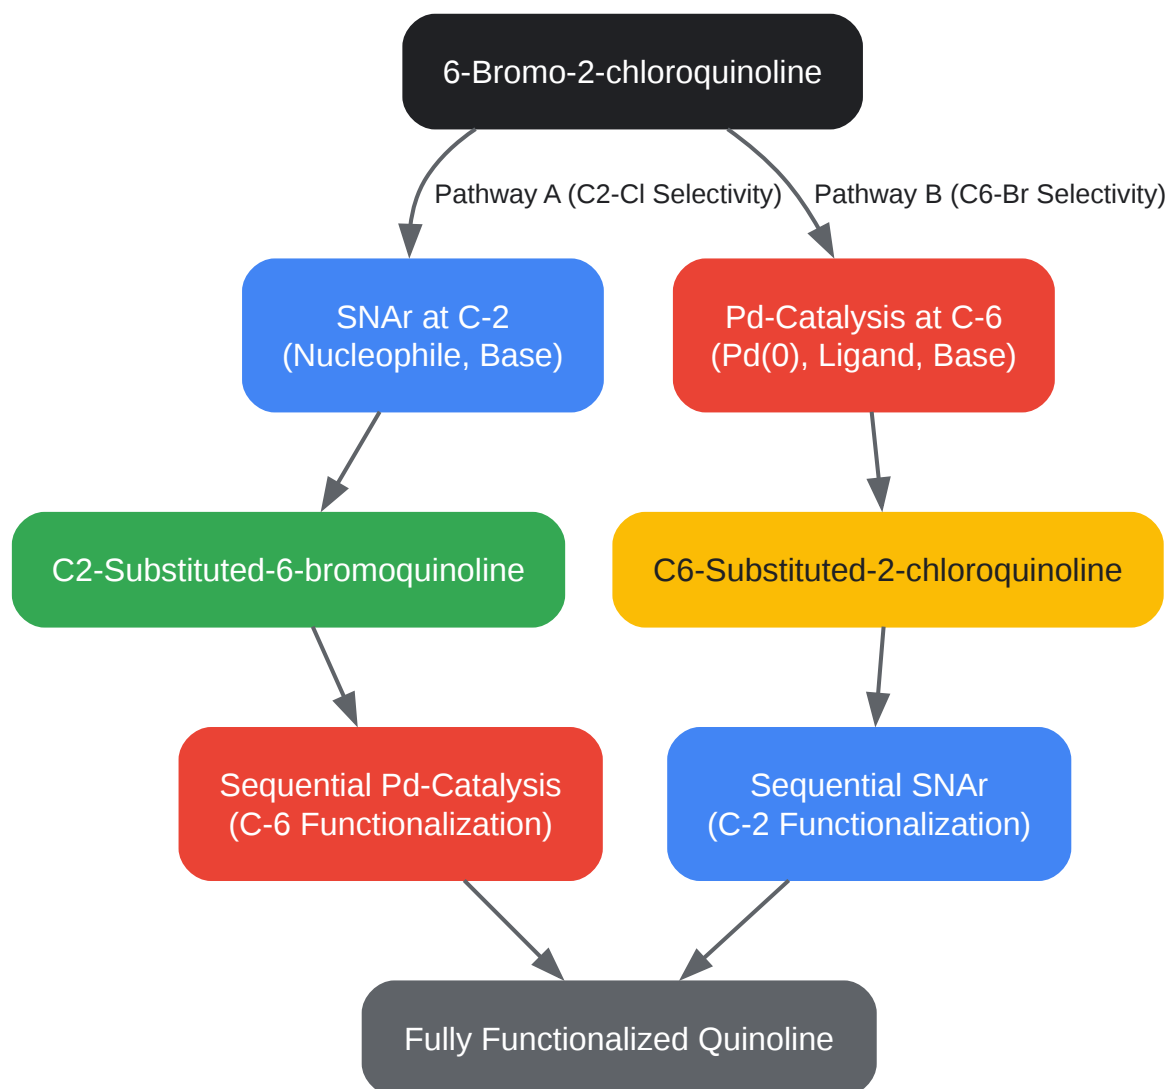 6-Bromo-2-chloroquinoline
Pathway A (C2-Cl Selectivity)
Pathway B (C6-Br Selectivity)
SNAr at C-2
(Nucleophile, Base)
Pd-Catalysis at C-6
(Pd(0), Ligand, Base)
C2-Substituted-6-bromoquinoline
C6-Substituted-2-chloroquinoline
Sequential Pd-Catalysis
(C-6 Functionalization)
Sequential SNAr
(C-2 Functionalization)
Fully Functionalized Quinoline